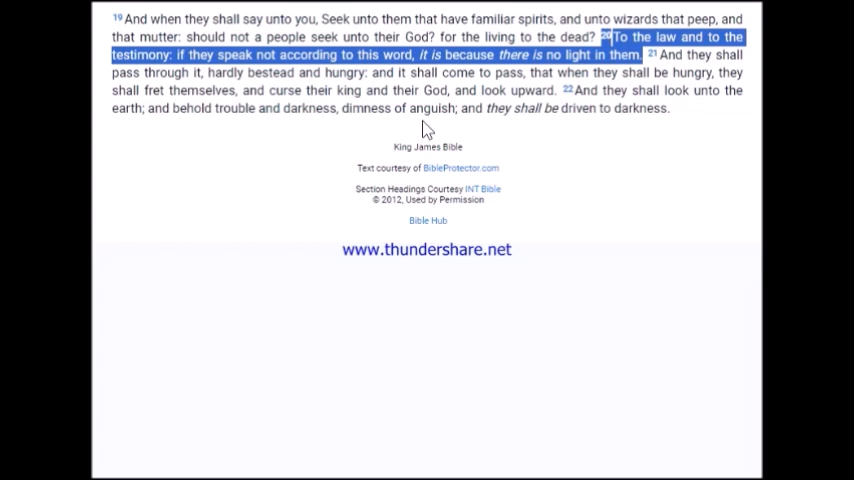 19 And when they shall say unto you, Seek unto them that have familiar spirits, and unto wizards that peep, and
that mutter: should not a people seek unto their God? for the living to the dead? 20 To the law and to the
testimony: if they speak not according to this word, it is because there is no light in them. 21 And they shall
pass through it, hardly bestead and hungry: and it shall come to pass, that when they shall be hungry, they
shall fret themselves, and curse their king and their God, and look upward. 22 And they shall look unto the
earth; and behold trouble and darkness, dimness of anguish; and they shall be driven to darkness.
King James Bible
Text courtesy of BibleProtector.com
Section Headings Courtesy INT Bible
© 2012, Used by Permission
Bible Hub
www.thundershare.net